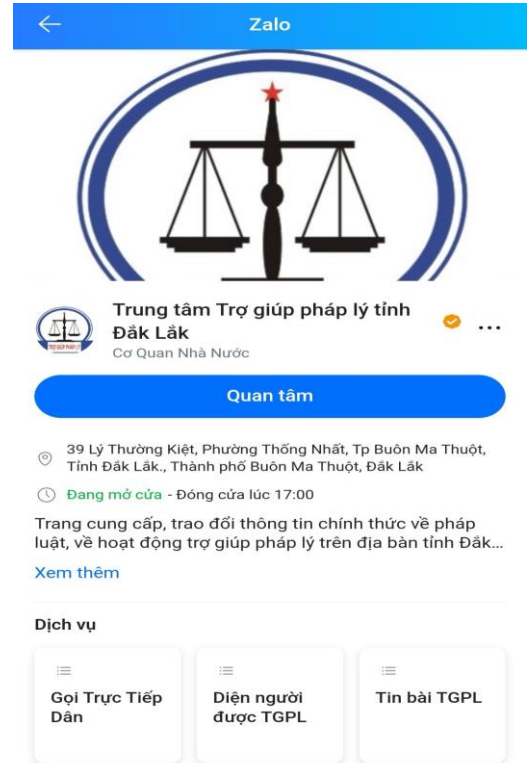 Zalo
Trung tâm Trợ giúp pháp lý tỉnh
Đắk Lắk
Cơ Quan Nhà Nước
Quan tâm
39 Lý Thường Kiệt, Phường Thống Nhất, Tp Buôn Ma Thuột,
Tỉnh Đăk Lăk., Thành phố Buôn Ma Thuột, Đắk Lắk
Đang mở cửa - Đóng cửa lúc 17:00
Trang cung cấp, trao đổi thông tin chính thức về pháp
luật, về hoạt động trợ giúp pháp lý trên địa bàn tỉnh Đắk...
Xem thêm
Dịch vụ
Gọi Trực Tiếp
Dân
Diện người
được TGPL
Tin bài TGPL